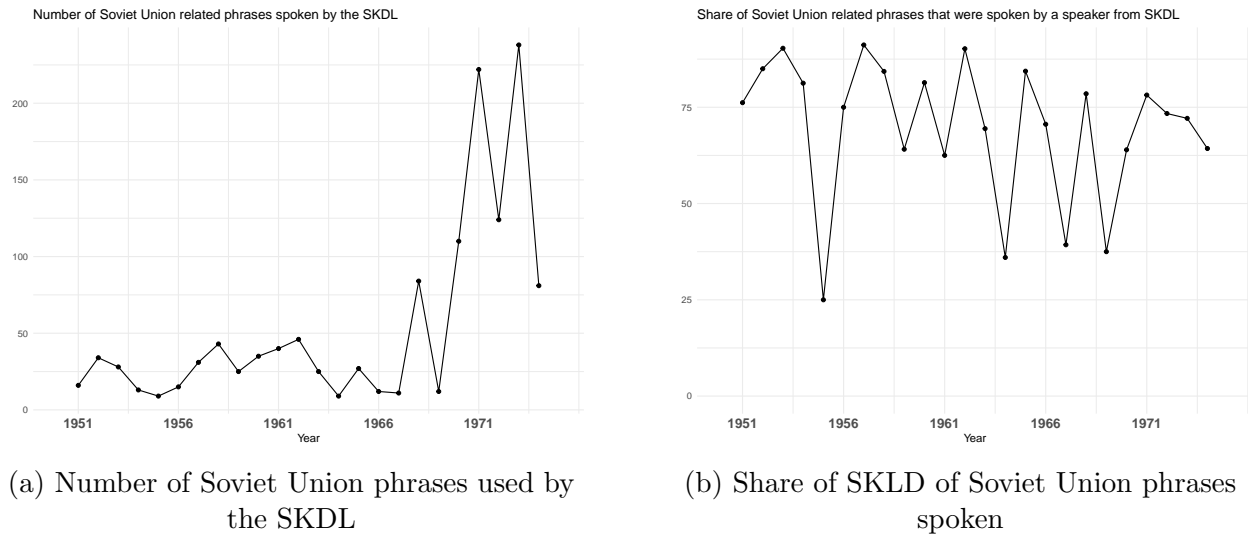 Number of Soviet Union related phrases spoken by the SKDL
200
150
100
50
0
1951 1956 1961 1966 1971
Year
(a) Number of Soviet Union phrases used by
the SKDL
Share of Soviet Union related phrases that were spoken by a speaker from SKDL
75
50
25
0
1951 1956 1961 1966 1971
Year
(b) Share of SKLD of Soviet Union phrases
spoken